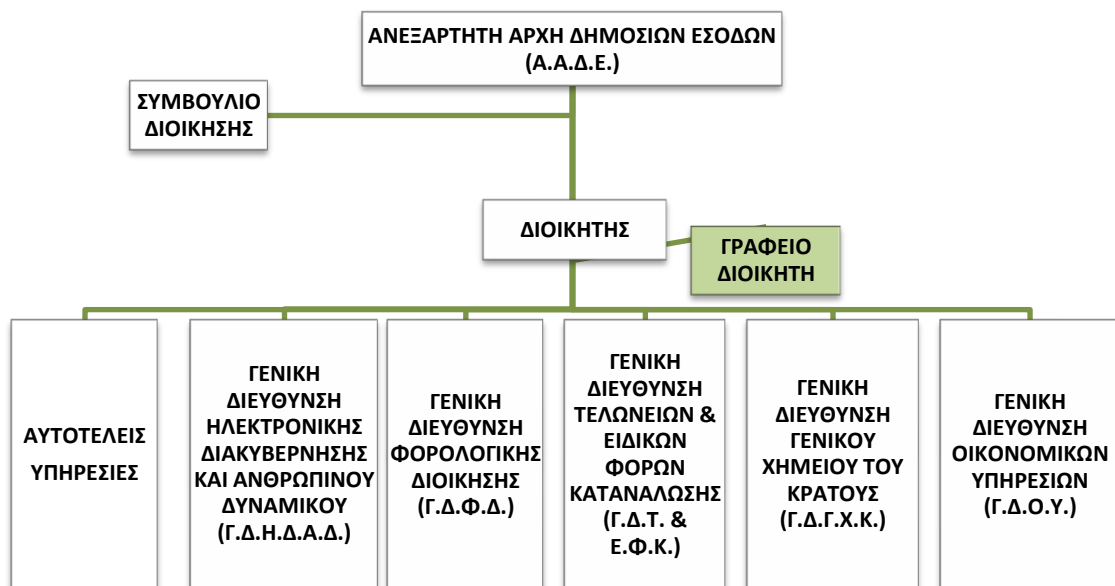 ΑΝΕΞΑΡΤΗΤΗ ΑΡΧΗ ΔΗΜΟΣΙΩΝ ΕΣΟΔΩΝ
(Α.Α.Δ.Ε.)
ΣΥΜΒΟΥΛΙΟ
ΔΙΟΙΚΗΣΗΣ
ΔΙΟΙΚΗΤΗΣ
ΓΡΑΦΕΙΟ
ΔΙΟΙΚΗΤΗ
ΑΥΤΟΤΕΛΕΙΣ
ΥΠΗΡΕΣΙΕΣ
ΓΕΝΙΚΗ
ΔΙΕΥΘΥΝΣΗ
ΗΛΕΚΤΡΟΝΙΚΗΣ
ΔΙΑΚΥΒΕΡΝΗΣΗΣ
ΚΑΙ ΑΝΘΡΩΠΙΝΟΥ
ΔΥΝΑΜΙΚΟΥ
(Γ.Δ.Η.Δ.Α.Δ.)
ΓΕΝΙΚΗ
ΔΙΕΥΘΥΝΣΗ
ΦΟΡΟΛΟΓΙΚΗΣ
ΔΙΟΙΚΗΣΗΣ
(Γ.Δ.Φ.Δ.)
ΓΕΝΙΚΗ
ΔΙΕΥΘΥΝΣΗ
ΤΕΛΩΝΕΙΩΝ &
ΕΙΔΙΚΩΝ
ΦΟΡΩΝ
ΚΑΤΑΝΑΛΩΣΗΣ
(Γ.Δ.Τ. &
Ε.Φ.Κ.)
ΓΕΝΙΚΗ
ΔΙΕΥΘΥΝΣΗ
ΓΕΝΙΚΟΥ
ΧΗΜΕΙΟΥ ΤΟΥ
ΚΡΑΤΟΥΣ
(Γ.Δ.Γ.Χ.Κ.)
ΓΕΝΙΚΗ
ΔΙΕΥΘΥΝΣΗ
ΟΙΚΟΝΟΜΙΚΩΝ
ΥΠΗΡΕΣΙΩΝ
(Γ.Δ.Ο.Υ.)